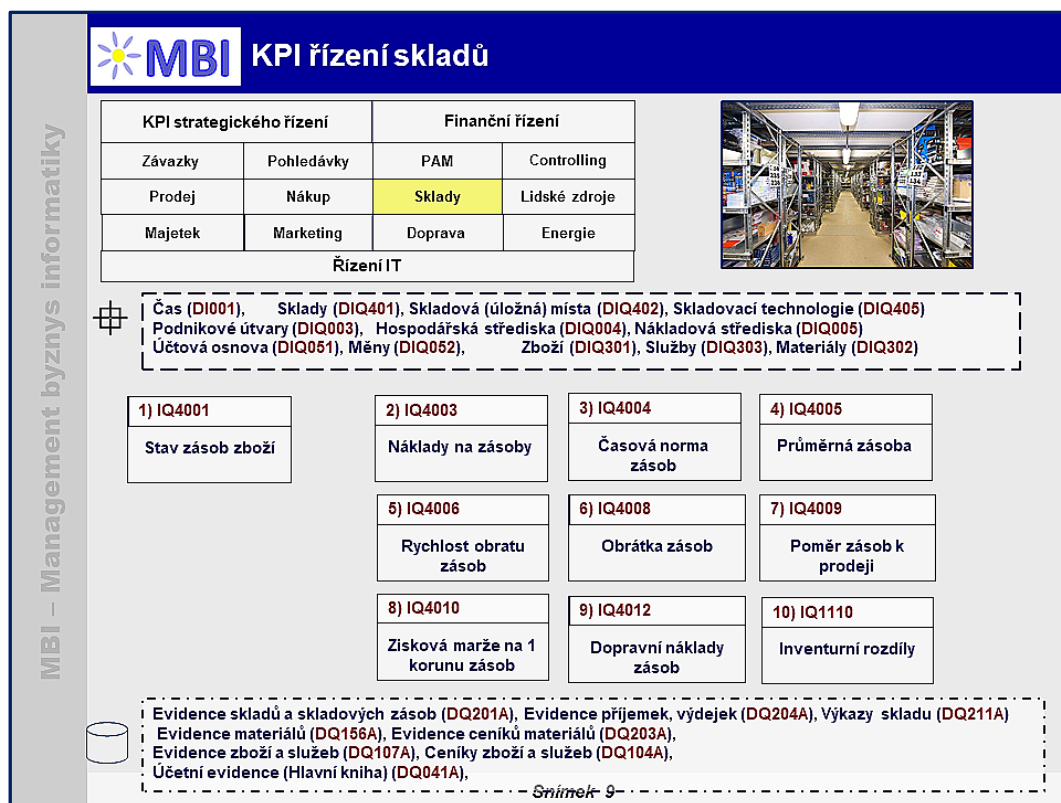 MBI
KPI řízení skladů
MBI – Management byznys informatiky
KPI strategického řízení
Finanční řízení
Závazky
Pohledávky
PAM
Controlling
Prodej
Nákup
Sklady
Lidské zdroje
Majetek
Marketing
Doprava
Energie
Řízení IT
Čas (DI001), Sklady (DIQ401), Skladová (úložná) místa (DIQ402), Skladovací technologie (DIQ405)
Podnikové útvary (DIQ003), Hospodářská střediska (DIQ004), Nákladová střediska (DIQ005)
Účtová osnova (DIQ051), Měny (DIQ052), Zboží (DIQ301), Služby (DIQ303), Materiály (DIQ302)
1) IQ4001
Stav zásob zboží
2) IQ4003
Náklady na zásoby
3) IQ4004
Časová norma
zásob
4) IQ4005
Průměrná zásoba
5) IQ4006
Rychlost obratu
zásob
6) IQ4008
Obrátka zásob
7) IQ4009
Poměr zásob k
prodeji
8) IQ4010
Zisková marže na 1
korunu zásob
9) IQ4012
Dopravní náklady
zásob
10) IQ1110
Inventurní rozdíly
Evidence skladů a skladových zásob (DQ201A), Evidence příjemek, výdejek (DQ204A), Výkazy skladu (DQ211A)
Evidence materiálů (DQ156A), Evidence ceníků materiálů (DQ203A),
Evidence zboží a služeb (DQ107A), Ceníky zboží a služeb (DQ104A),
Účetní evidence (Hlavní kniha) (DQ041A),
Snímek 9